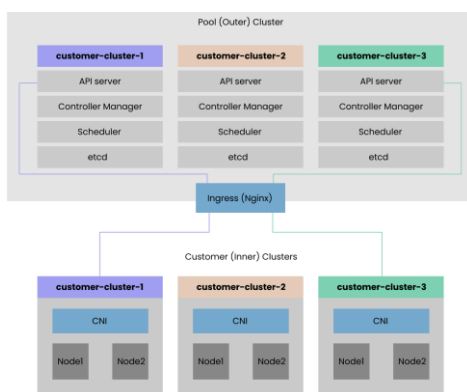 Pool (Outer) Cluster
customer-cluster-1 customer-cluster-2 customer-cluster-3
API server API server API server
Controller Manager Controller Manager Controller Manager
Scheduler Scheduler Scheduler
etcd etcd etcd
Ingress (Nginx)
Customer (Inner) Clusters
customer-cluster-1 customer-cluster-2 customer-cluster-3
CNI CNI CNI
Node1 Node2 Node1 Node2 Node1 Node2